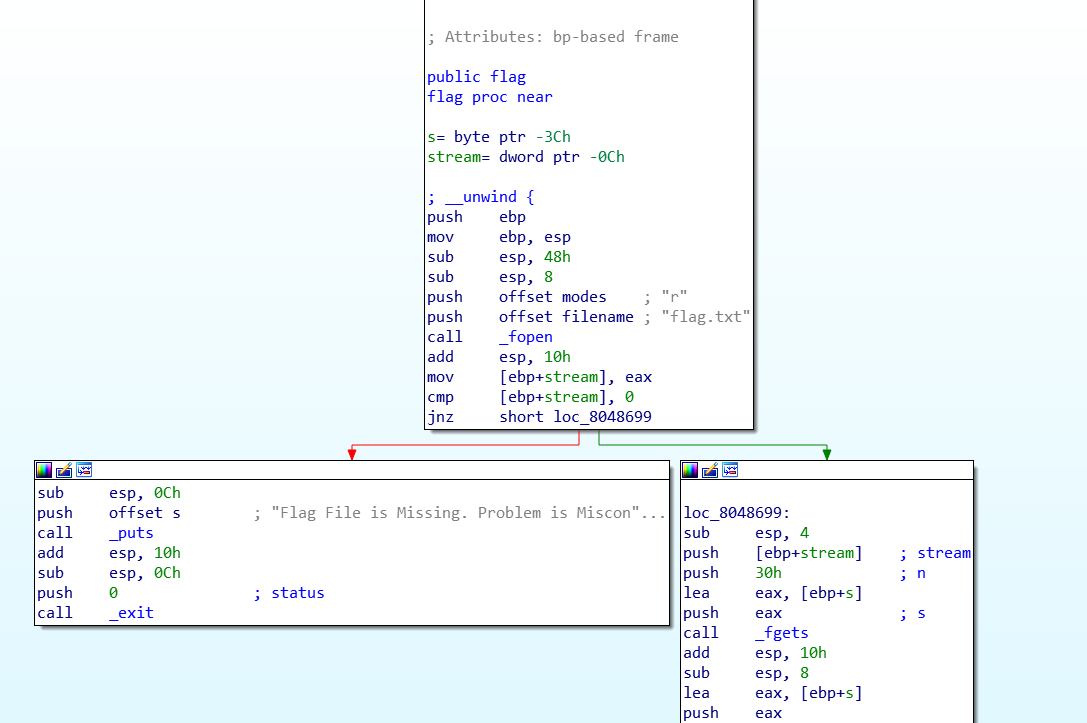 ; Attributes: bp-based frame
public flag
flag proc near
s= byte ptr -3Ch
stream= dword ptr -0Ch
; __unwind {
push    ebp
mov     ebp, esp
sub     esp, 48h
sub     esp, 8
push    offset modes    ; "r"
push    offset filename ; "flag.txt"
call    _fopen
add     esp, 10h
mov     [ebp+stream], eax
cmp     [ebp+stream], 0
jnz     short loc_8048699
sub     esp, 0Ch
push    offset s        ; "Flag File is Missing. Problem is Miscon"...
call    _puts
add     esp, 10h
sub     esp, 0Ch
push    0               ; status
call    _exit
loc_8048699:
sub     esp, 4
push    [ebp+stream]    ; stream
push    30h             ; n
lea     eax, [ebp+s]
push    eax             ; s
call    _fgets
add     esp, 10h
sub     esp, 8
lea     eax, [ebp+s]
push    eax